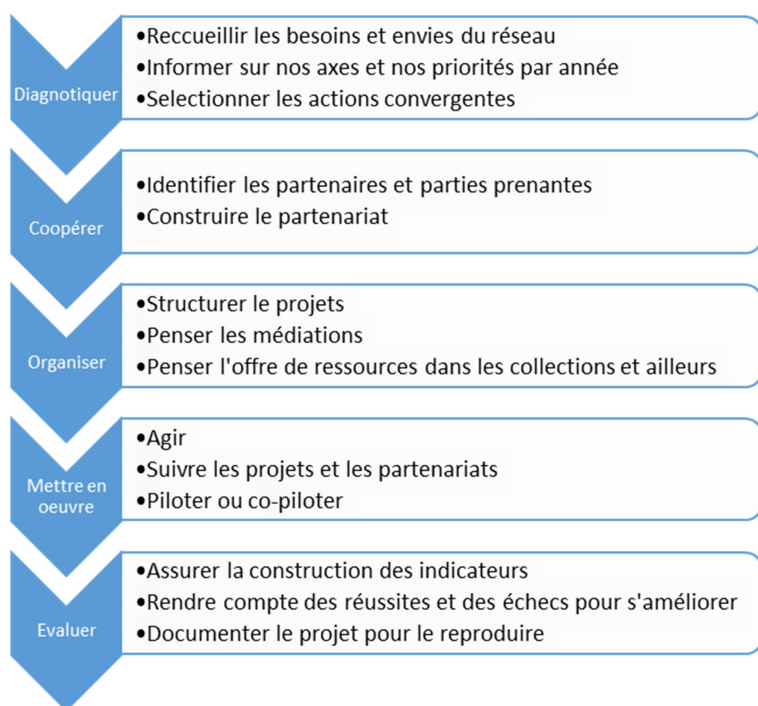 Diagnotiquer
•Reccueillir les besoins et envies du réseau
•Informer sur nos axes et nos priorités par année
•Selectionner les actions convergentes
Coopérer
•Identifier les partenaires et parties prenantes
•Construire le partenariat
Organiser
•Structurer le projets
•Penser les médiations
•Penser l'offre de ressources dans les collections et ailleurs
Mettre en
oeuvre
•Agir
•Suivre les projets et les partenariats
•Piloter ou co-piloter
Evaluer
•Assurer la construction des indicateurs
•Rendre compte des réussites et des échecs pour s'améliorer
•Documenter le projet pour le reproduire